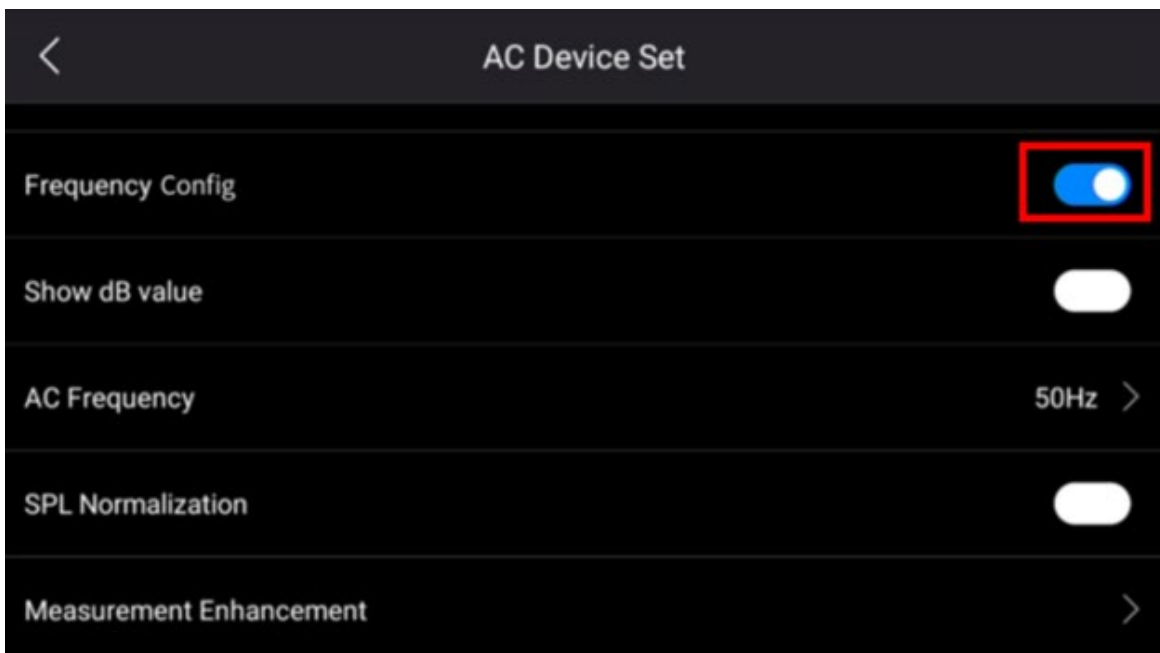 AC Device Set
Frequency Config
Show dB value
AC Frequency 50Hz
SPL Normalization
Measurement Enhancement